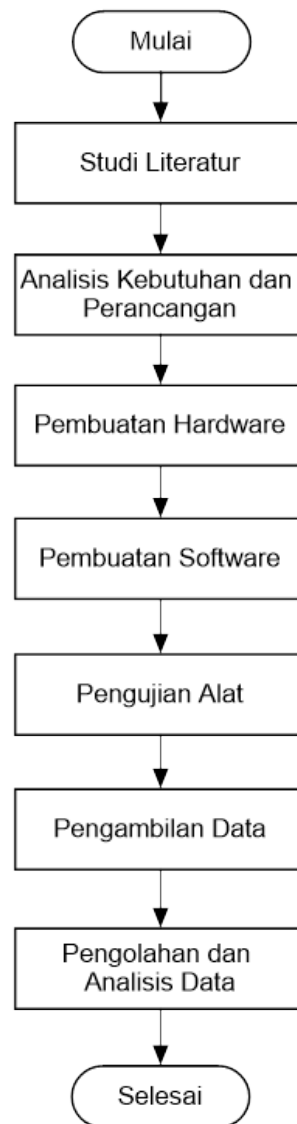 Mulai
Studi Literatur
Analisis Kebutuhan dan
Perancangan
Pembuatan Hardware
Pembuatan Software
Pengujian Alat
Pengambilan Data
Pengolahan dan
Analisis Data
Selesai